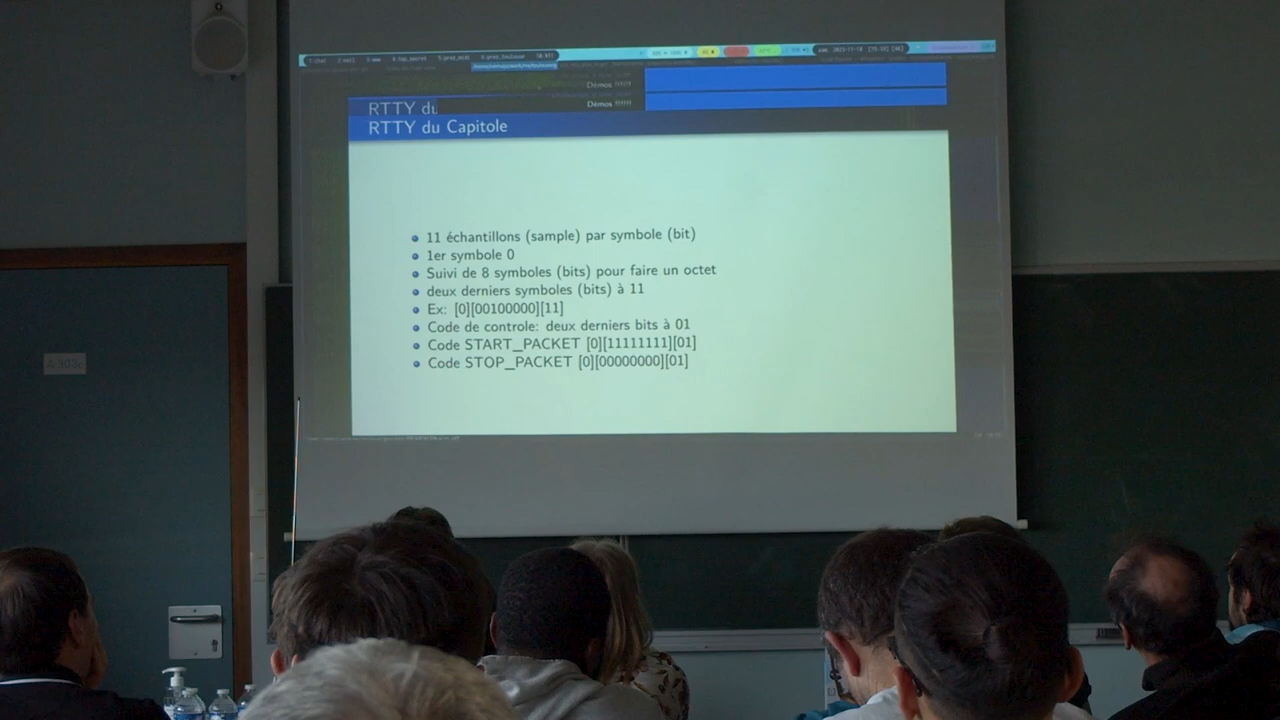 Démos !!!!!!
Démos !!!!!!
RTTY du
RTTY du Capitole
11 échantillons (sample) par symbole (bit)
1er symbole 0
Suivi de 8 symboles (bits) pour faire un octet
deux derniers symboles (bits) à 11
Ex: [0][00100000][11]
Code de controle: deux derniers bits à 01
Code START_PACKET [0][11111111][01]
Code STOP_PACKET [0][00000000][01]
A 303c